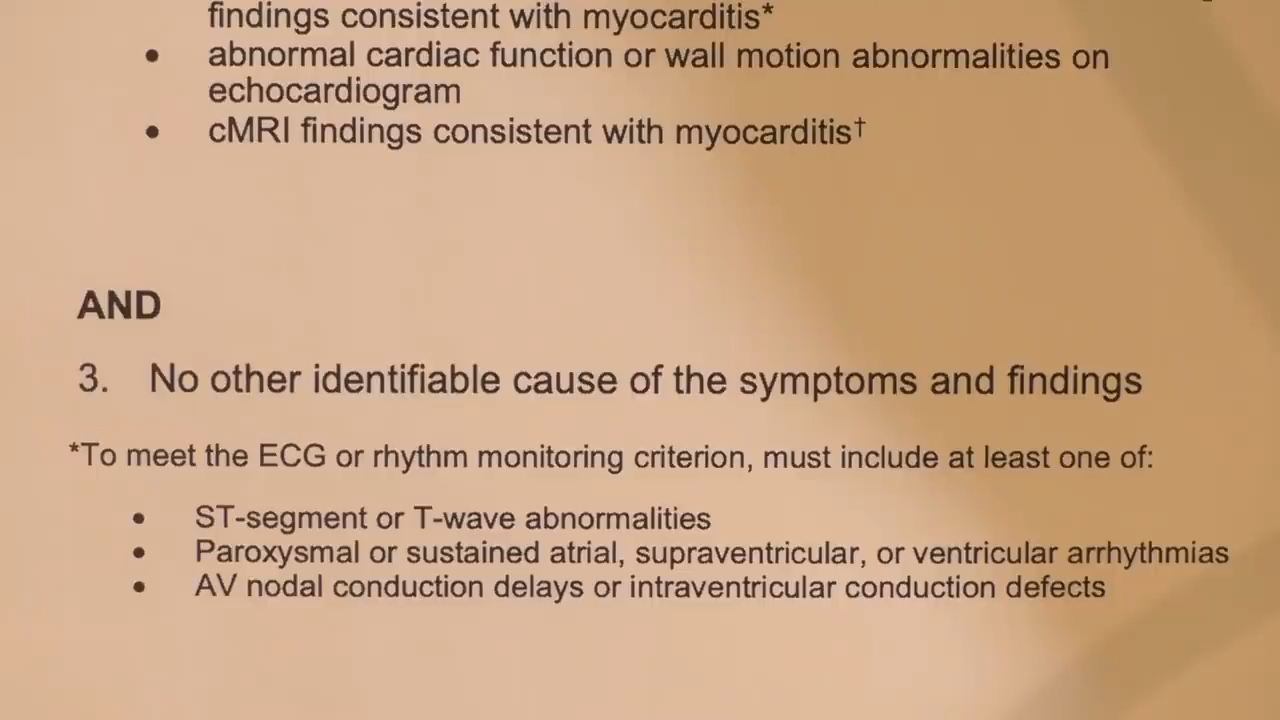 findings consistent with myocarditis*
• abnormal cardiac function or wall motion abnormalities on
echocardiogram
• cMRI findings consistent with myocarditis†
AND
3. No other identifiable cause of the symptoms and findings
*To meet the ECG or rhythm monitoring criterion, must include at least one of:
• ST-segment or T-wave abnormalities
• Paroxysmal or sustained atrial, supraventricular, or ventricular arrhythmias
• AV nodal conduction delays or intraventricular conduction defects